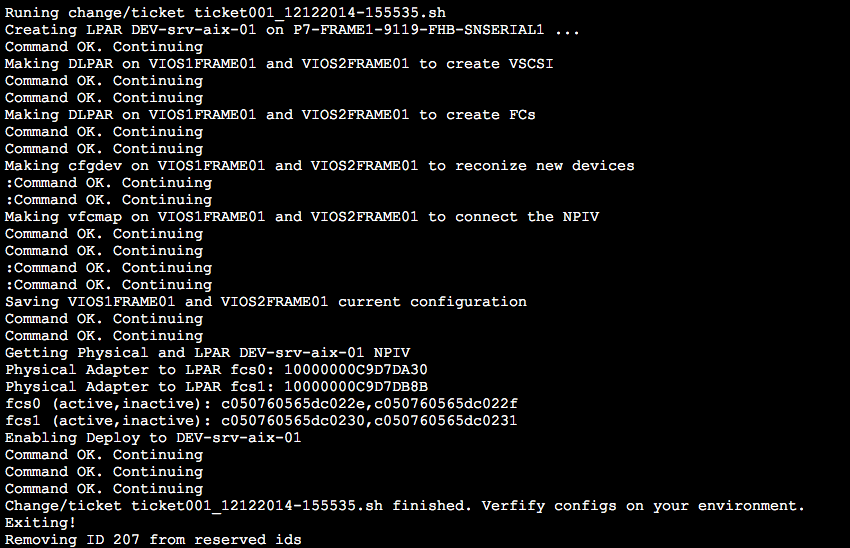 Runing change/ticket ticket001_12122014-155535.sh
Creating LPAR DEV-srv-aix-01 on P7-FRAME1-9119-FHB-SNSERIAL1 ...
Command OK. Continuing
Making DLPAR on VIOS1FRAME01 and VIOS2FRAME01 to create VSCSI
Command OK. Continuing
Command OK. Continuing
Making DLPAR on VIOS1FRAME01 and VIOS2FRAME01 to create FCs
Command OK. Continuing
Command OK. Continuing
Making cfgdev on VIOS1FRAME01 and VIOS2FRAME01 to reconize new devices
:Command OK. Continuing
:Command OK. Continuing
Making vfcmap on VIOS1FRAME01 and VIOS2FRAME01 to connect the NPIV
Command OK. Continuing
Command OK. Continuing
:Command OK. Continuing
:Command OK. Continuing
Saving VIOS1FRAME01 and VIOS2FRAME01 current configuration
Command OK. Continuing
Command OK. Continuing
Getting Physical and LPAR DEV-srv-aix-01 NPIV
Physical Adapter to LPAR fcs0: 10000000C9D7DA30
Physical Adapter to LPAR fcs1: 10000000C9D7DB8B
fcs0 (active,inactive): c050760565dc022e,c050760565dc022f
fcs1 (active,inactive): c050760565dc0230,c050760565dc0231
Enabling Deploy to DEV-srv-aix-01
Command OK. Continuing
Command OK. Continuing
Command OK. Continuing
Change/ticket ticket001_12122014-155535.sh finished. Verfify configs on your environment.
Exiting!
Removing ID 207 from reserved ids